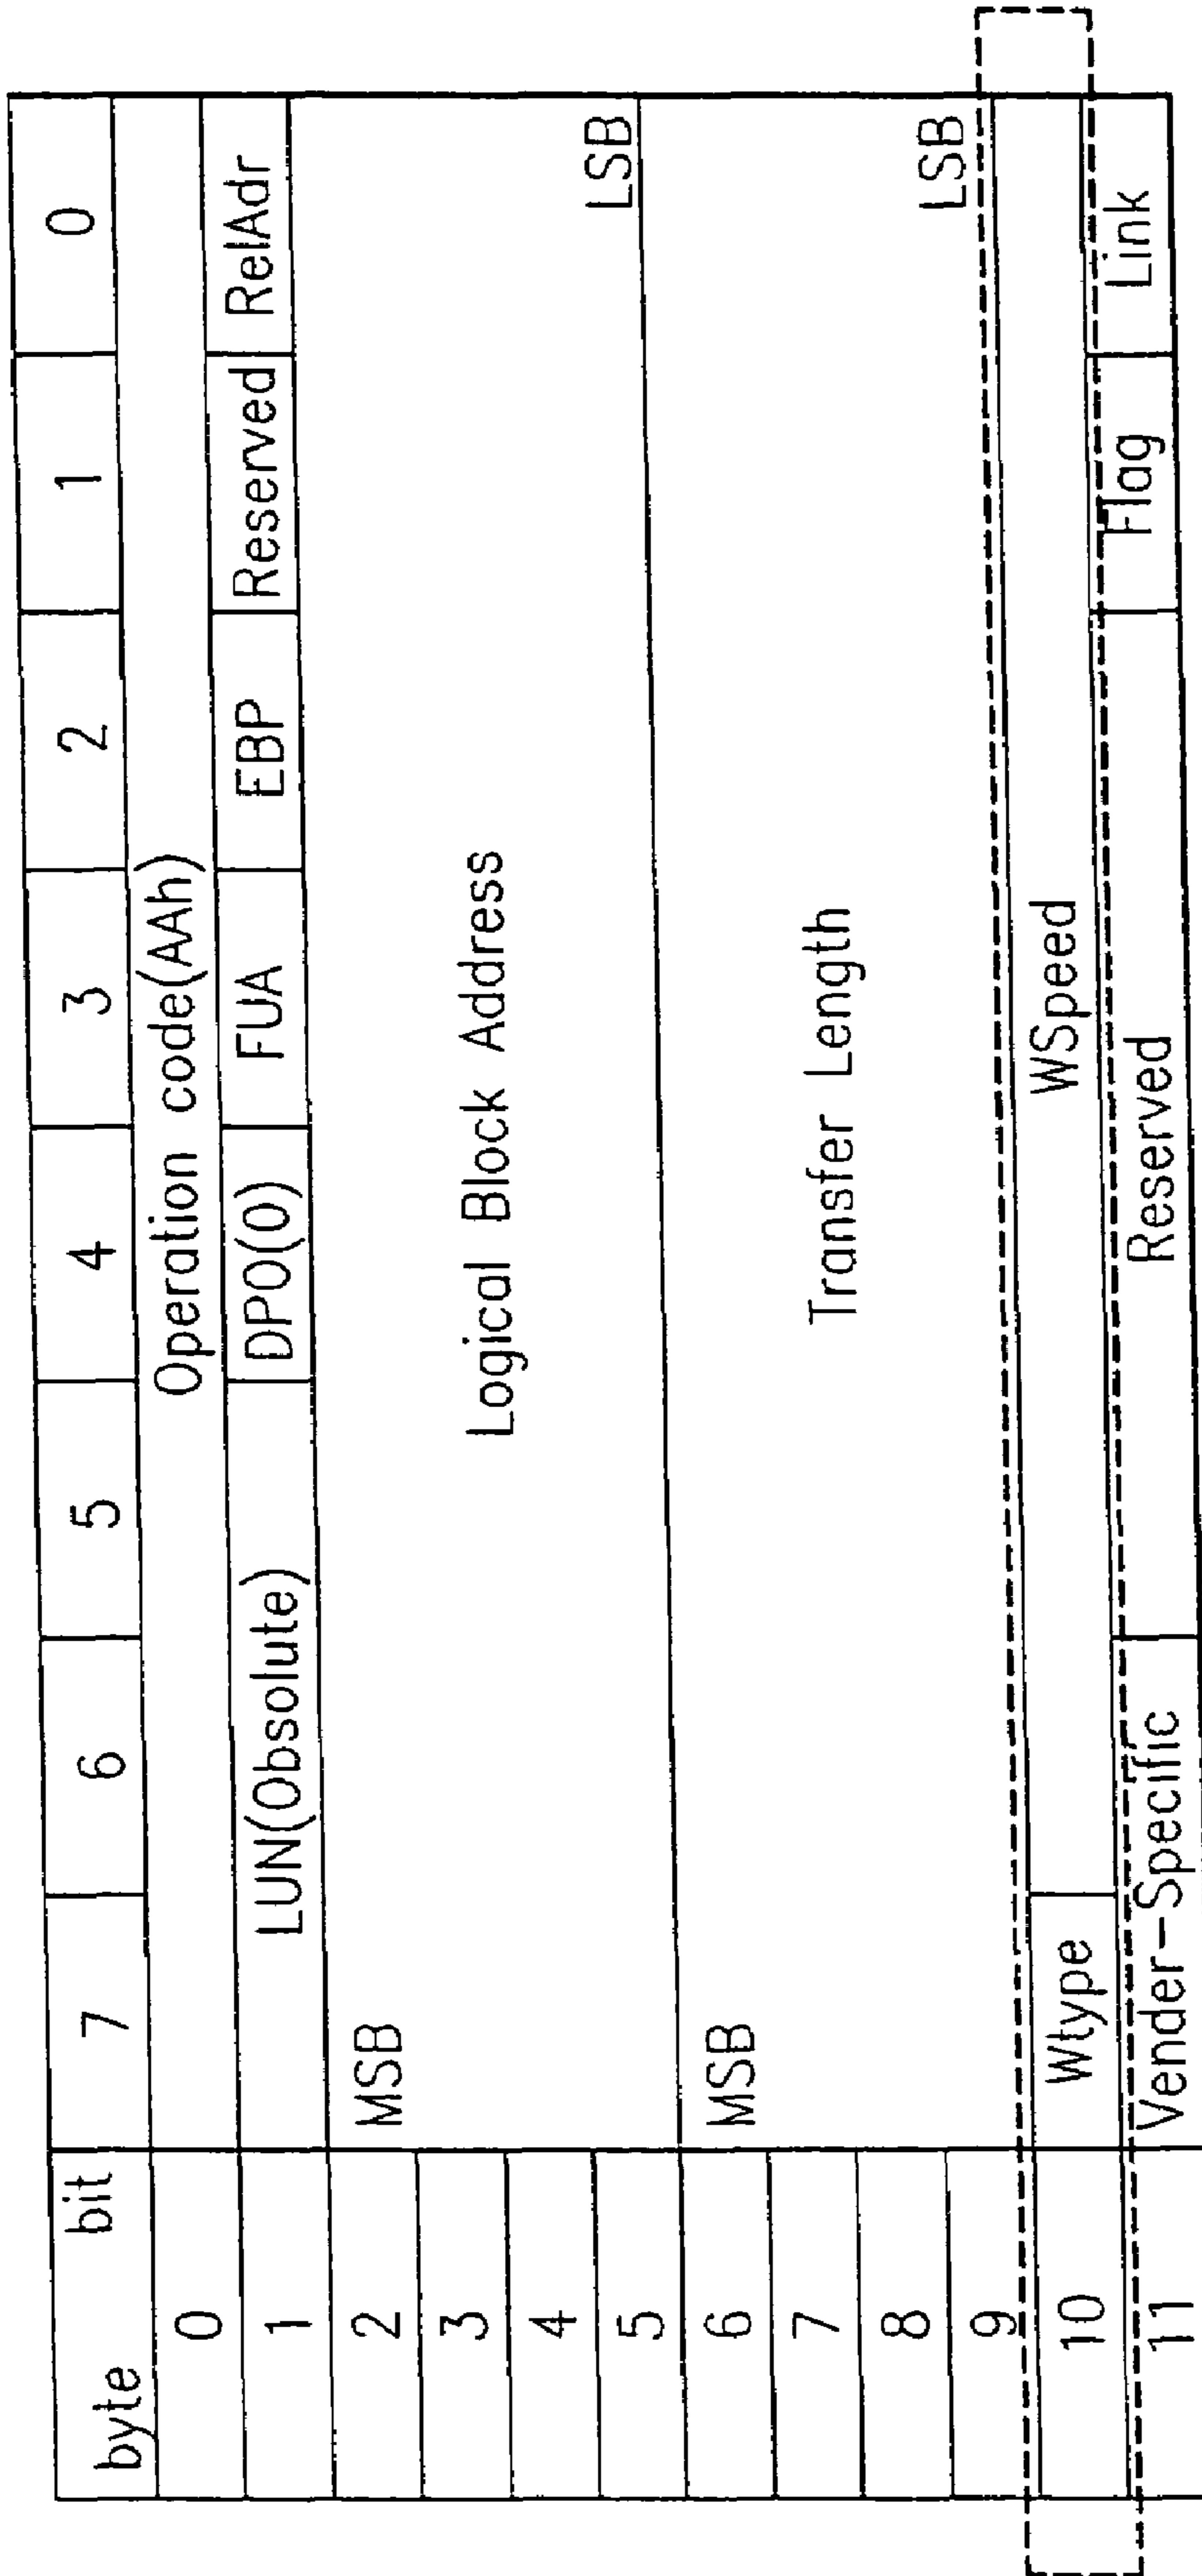 byte bit 7 6 5 4 3 2 1 0
0 Operation code(AAh)
1 LUN(Obsolute) DPO(0) FUA EBP Reserved RelAdr
2 MSB
3
4 Logical Block Address
5 LSB
6 MSB
7
8 Transfer Length
9 LSB
10 Wtype WSpeed
11 Vender-Specific Reserved Flag Link